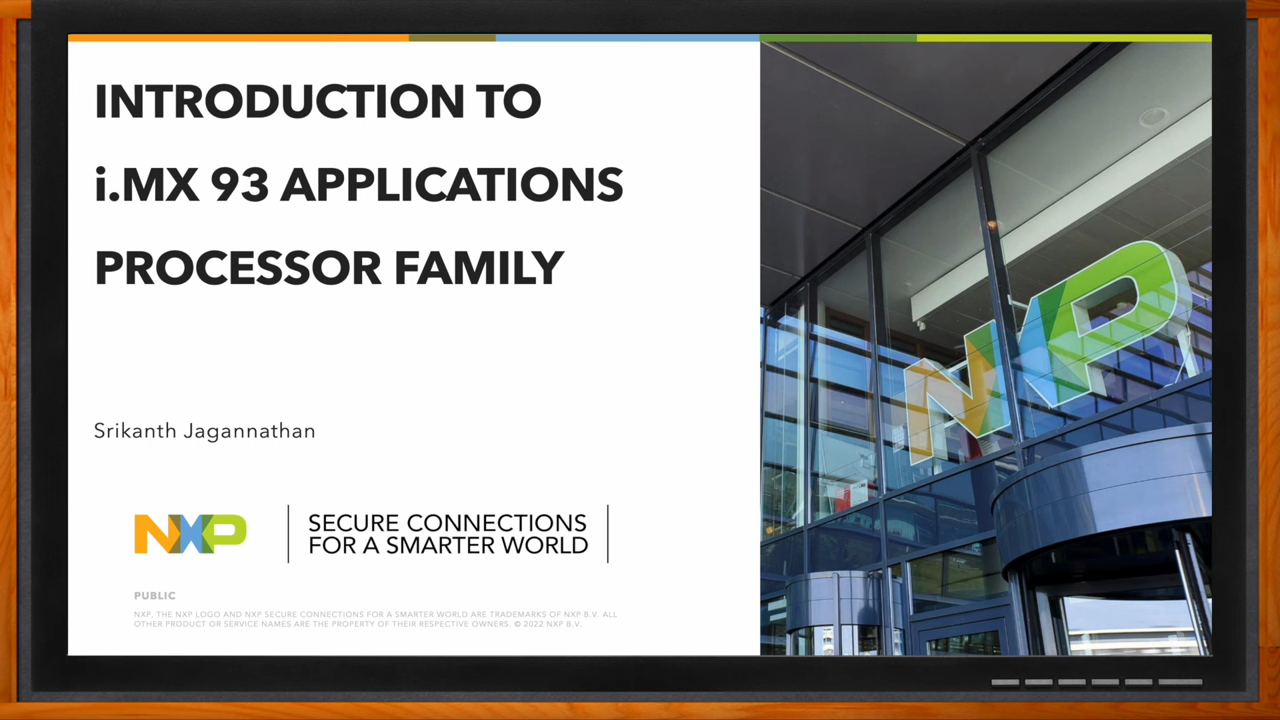 INTRODUCTION TO
i.MX 93 APPLICATIONS
PROCESSOR FAMILY
Srikanth Jagannathan
NXP
SECURE CONNECTIONS
FOR A SMARTER WORLD
PUBLIC
NXP, THE NXP LOGO AND NXP SECURE CONNECTIONS FOR A SMARTER WORLD ARE TRADEMARKS OF NXP B.V. ALL
OTHER PRODUCT OR SERVICE NAMES ARE THE PROPERTY OF THEIR RESPECTIVE OWNERS. © 2022 NXP B.V.
NXP